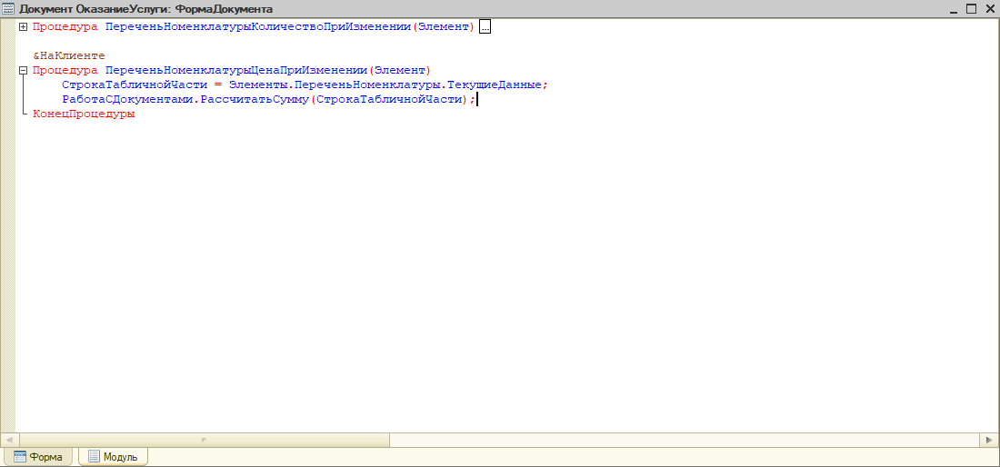 Документ ОказаниеУслуги: ФормаДокумента
Процедура ПереченьНоменклатурыКоличествоПриИзменении(Элемент) ...
&НаКлиенте
Процедура ПереченьНоменклатурыЦенаПриИзменении(Элемент)
СтрокаТабличнойЧасти = Элементы.ПереченьНоменклатуры.ТекущиеДанные;
РаботаСДокументами.РассчитатьСумму(СтрокаТабличнойЧасти);
КонецПроцедуры
Форма
Модуль